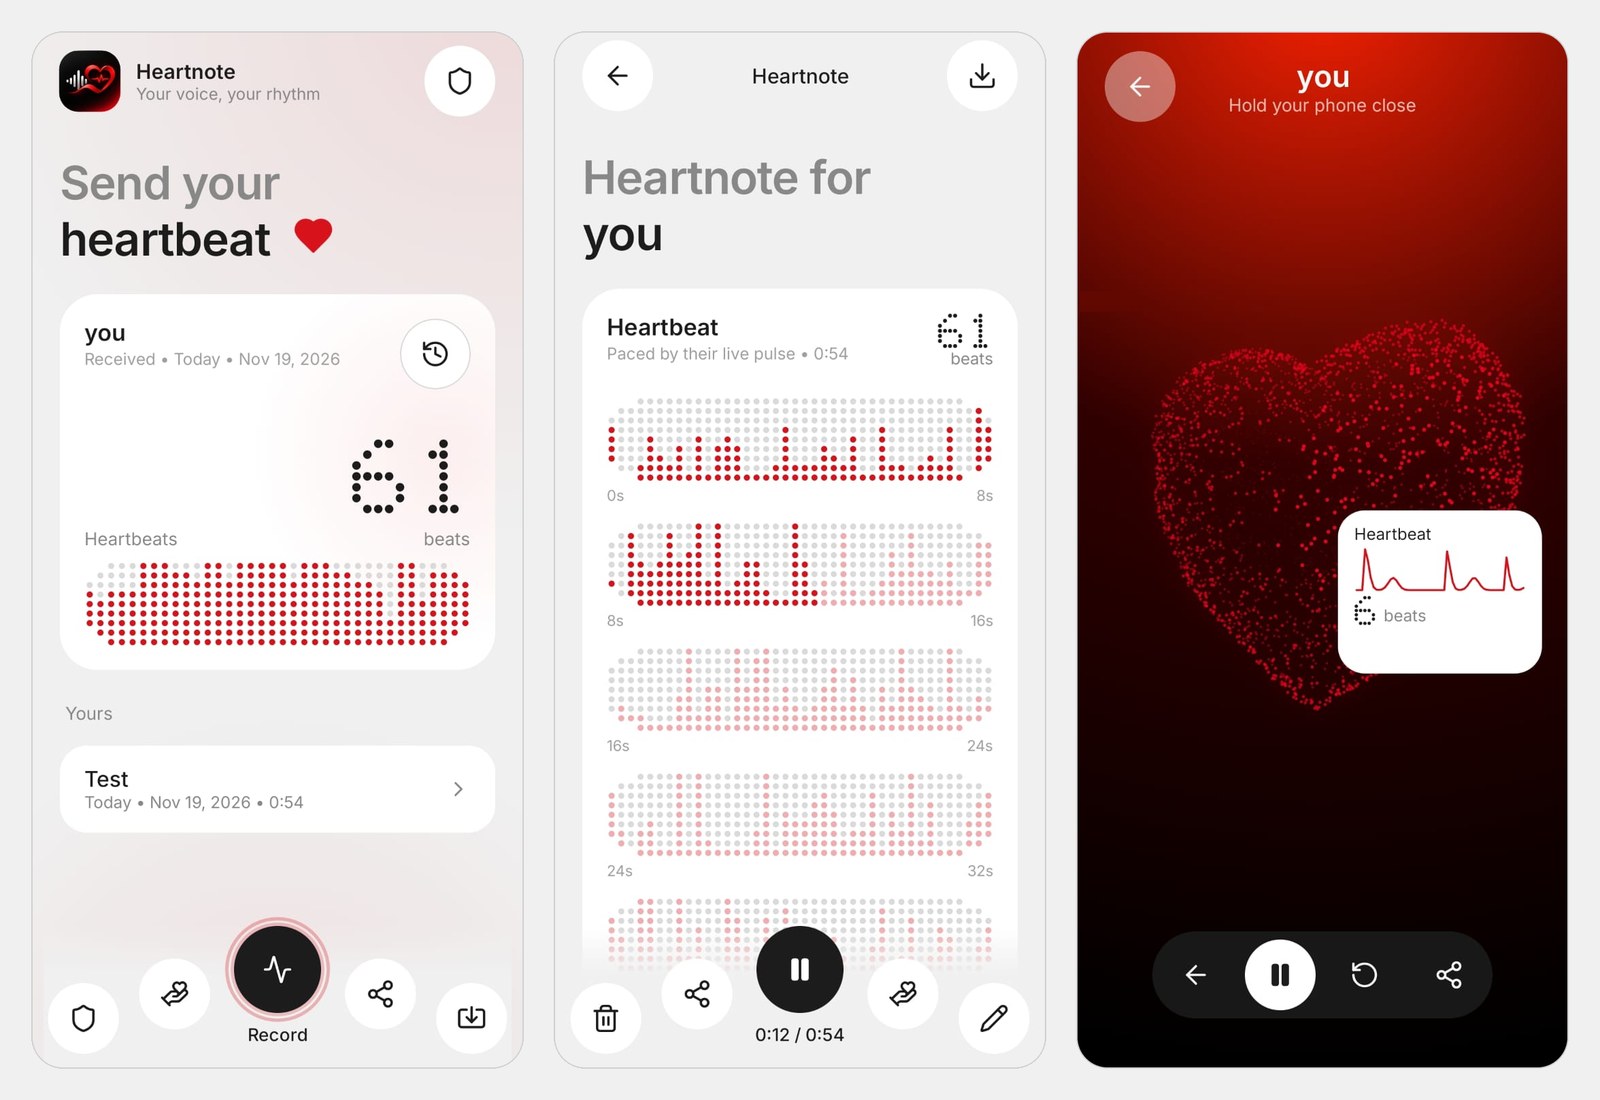 Heartnote
Your voice, your rhythm
Send your
heartbeat
you
Received • Today • Nov 19, 2026
61
Heartbeats
beats
Yours
Test
Today • Nov 19, 2026 • 0:54
Record
Heartnote
Heartnote for
you
Heartbeat
61
Paced by their live pulse • 0:54
beats
0s
8s
8s
16s
16s
24s
24s
32s
0:12 / 0:54
you
Hold your phone close
Heartbeat
6 beats